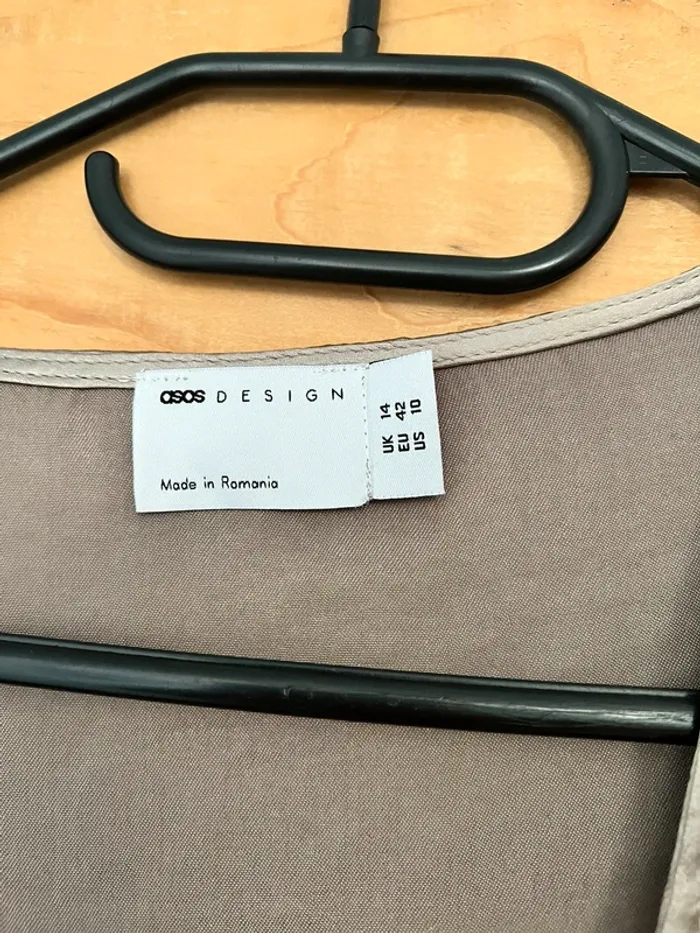 asos DESIGN
Made in Romania
UK 14
EU 42
US 10